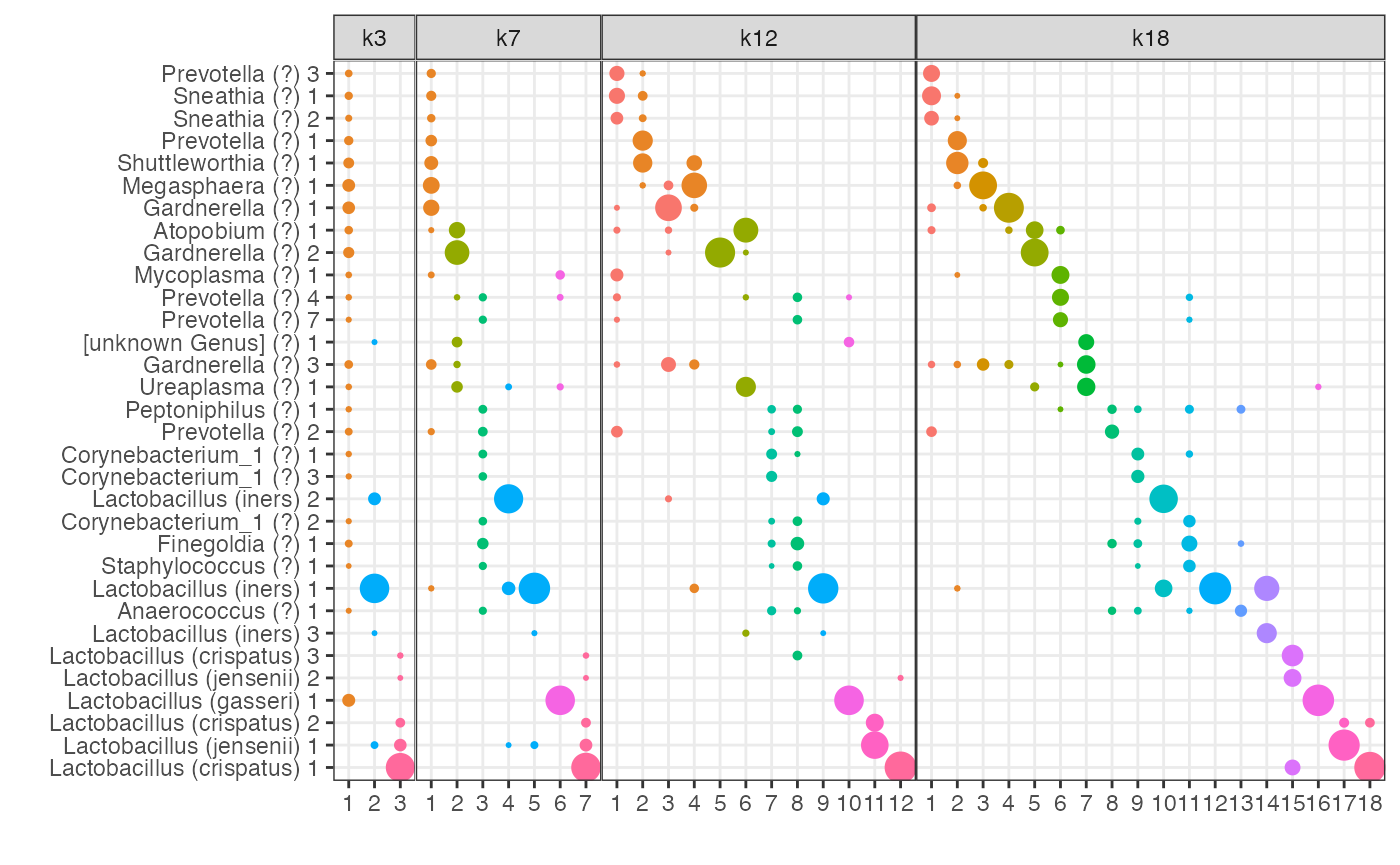 k3 k7 k12 k18
Prevotella (?) 3
Sneathia (?) 1
Sneathia (?) 2
Prevotella (?) 1
Shuttleworthia (?) 1
Megasphaera (?) 1
Gardnerella (?) 1
Atopobium (?) 1
Gardnerella (?) 2
Mycoplasma (?) 1
Prevotella (?) 4
Prevotella (?) 7
[unknown Genus] (?) 1
Gardnerella (?) 3
Ureaplasma (?) 1
Peptoniphilus (?) 1
Prevotella (?) 2
Corynebacterium_1 (?) 1
Corynebacterium_1 (?) 3
Lactobacillus (iners) 2
Corynebacterium_1 (?) 2
Finegoldia (?) 1
Staphylococcus (?) 1
Lactobacillus (iners) 1
Anaerococcus (?) 1
Lactobacillus (iners) 3
Lactobacillus (crispatus) 3
Lactobacillus (jensenii) 2
Lactobacillus (gasseri) 1
Lactobacillus (crispatus) 2
Lactobacillus (jensenii) 1
Lactobacillus (crispatus) 1
1 2 3 1 2 3 4 5 6 7 1 2 3 4 5 6 7 8 9 10 11 12 1 2 3 4 5 6 7 8 9 10 11 12 13 14 15 16 17 18